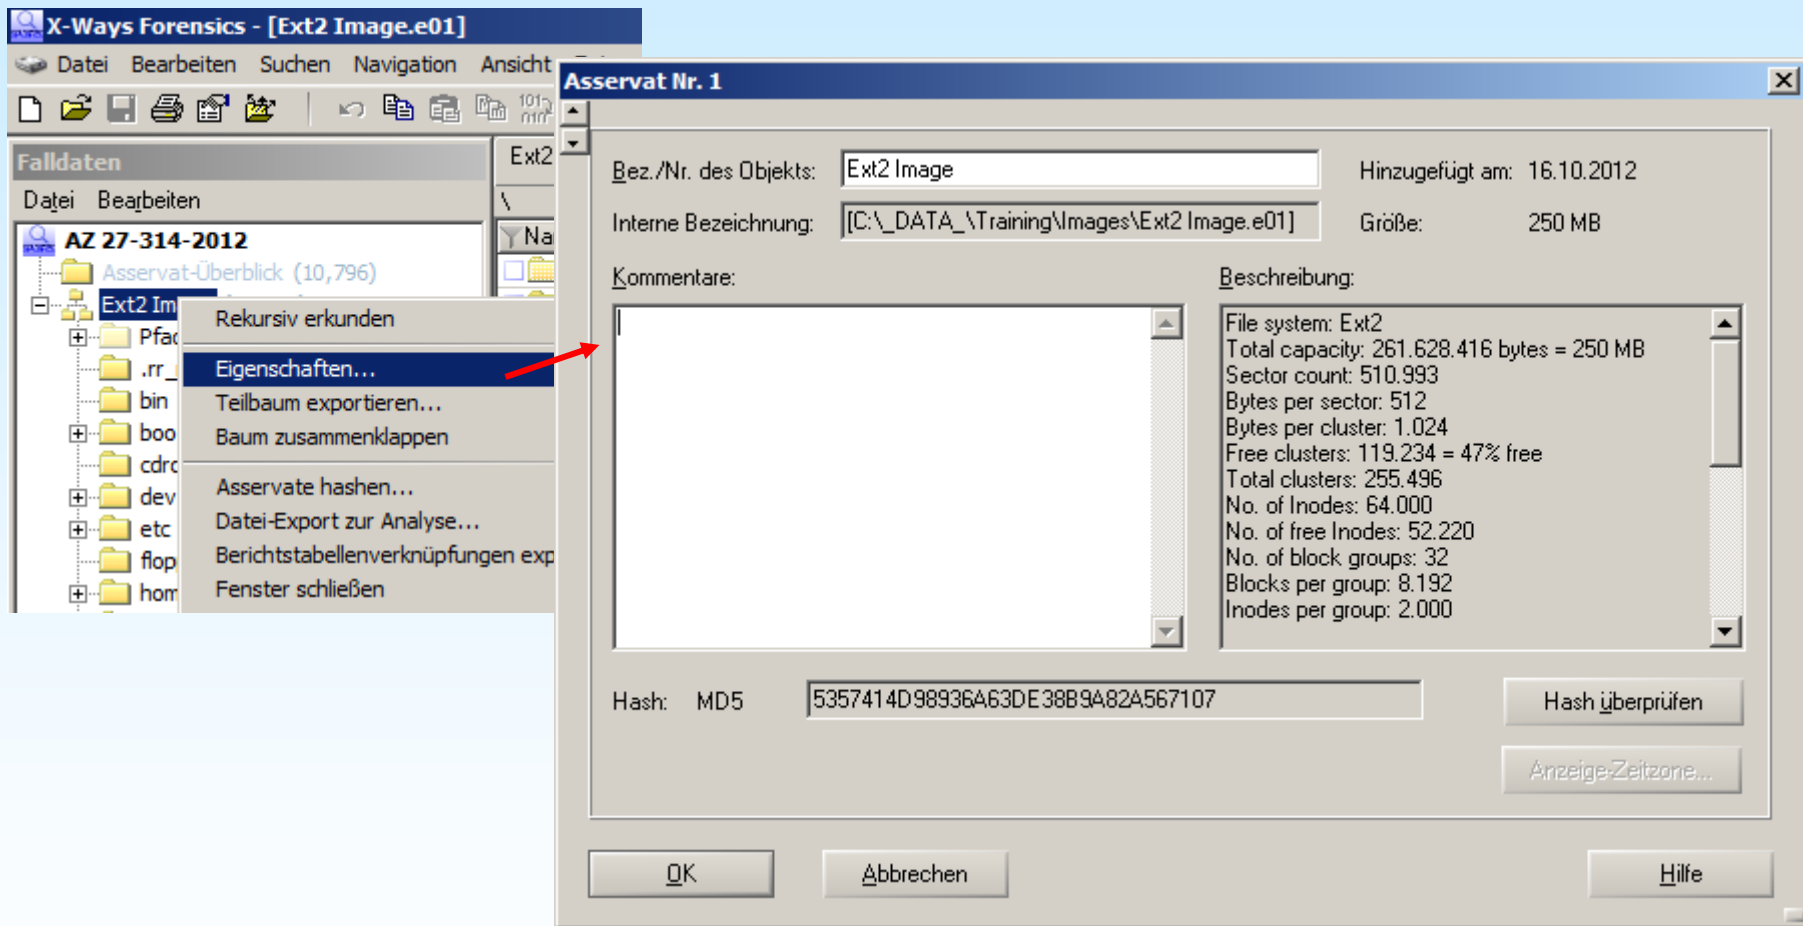 X-Ways Forensics - [Ext2 Image.e01]
Datei Bearbeiten Suchen Navigation Ansicht
Falldaten
Datei Bearbeiten
AZ 27-314-2012
Asservat-Überblick (10,796)
Ext2 Im
Pfad
.rr_
bin
boo
cdro
dev
etc
flop
hom
Ext2
\
Na
Rekursiv erkunden
Eigenschaften...
Teilbaum exportieren...
Baum zusammenklappen
Asservate hashen...
Datei-Export zur Analyse...
Berichtstabellenverknüpfungen exp
Fenster schließen
Asservat Nr. 1
Bez./Nr. des Objekts: Ext2 Image Hinzugefügt am: 16.10.2012
Interne Bezeichnung: [C:\_DATA_\Training\Images\Ext2 Image.e01] Größe: 250 MB
Kommentare: Beschreibung:
File system: Ext2
Total capacity: 261.628.416 bytes = 250 MB
Sector count: 510.993
Bytes per sector: 512
Bytes per cluster: 1.024
Free clusters: 119.234 = 47% free
Total clusters: 255.496
No. of Inodes: 64.000
No. of free Inodes: 52.220
No. of block groups: 32
Blocks per group: 8.192
Inodes per group: 2.000
Hash: MD5 5357414D98936A63DE38B9A82A567107 Hash überprüfen
Anzeige-Zeitzone...
OK Abbrechen Hilfe